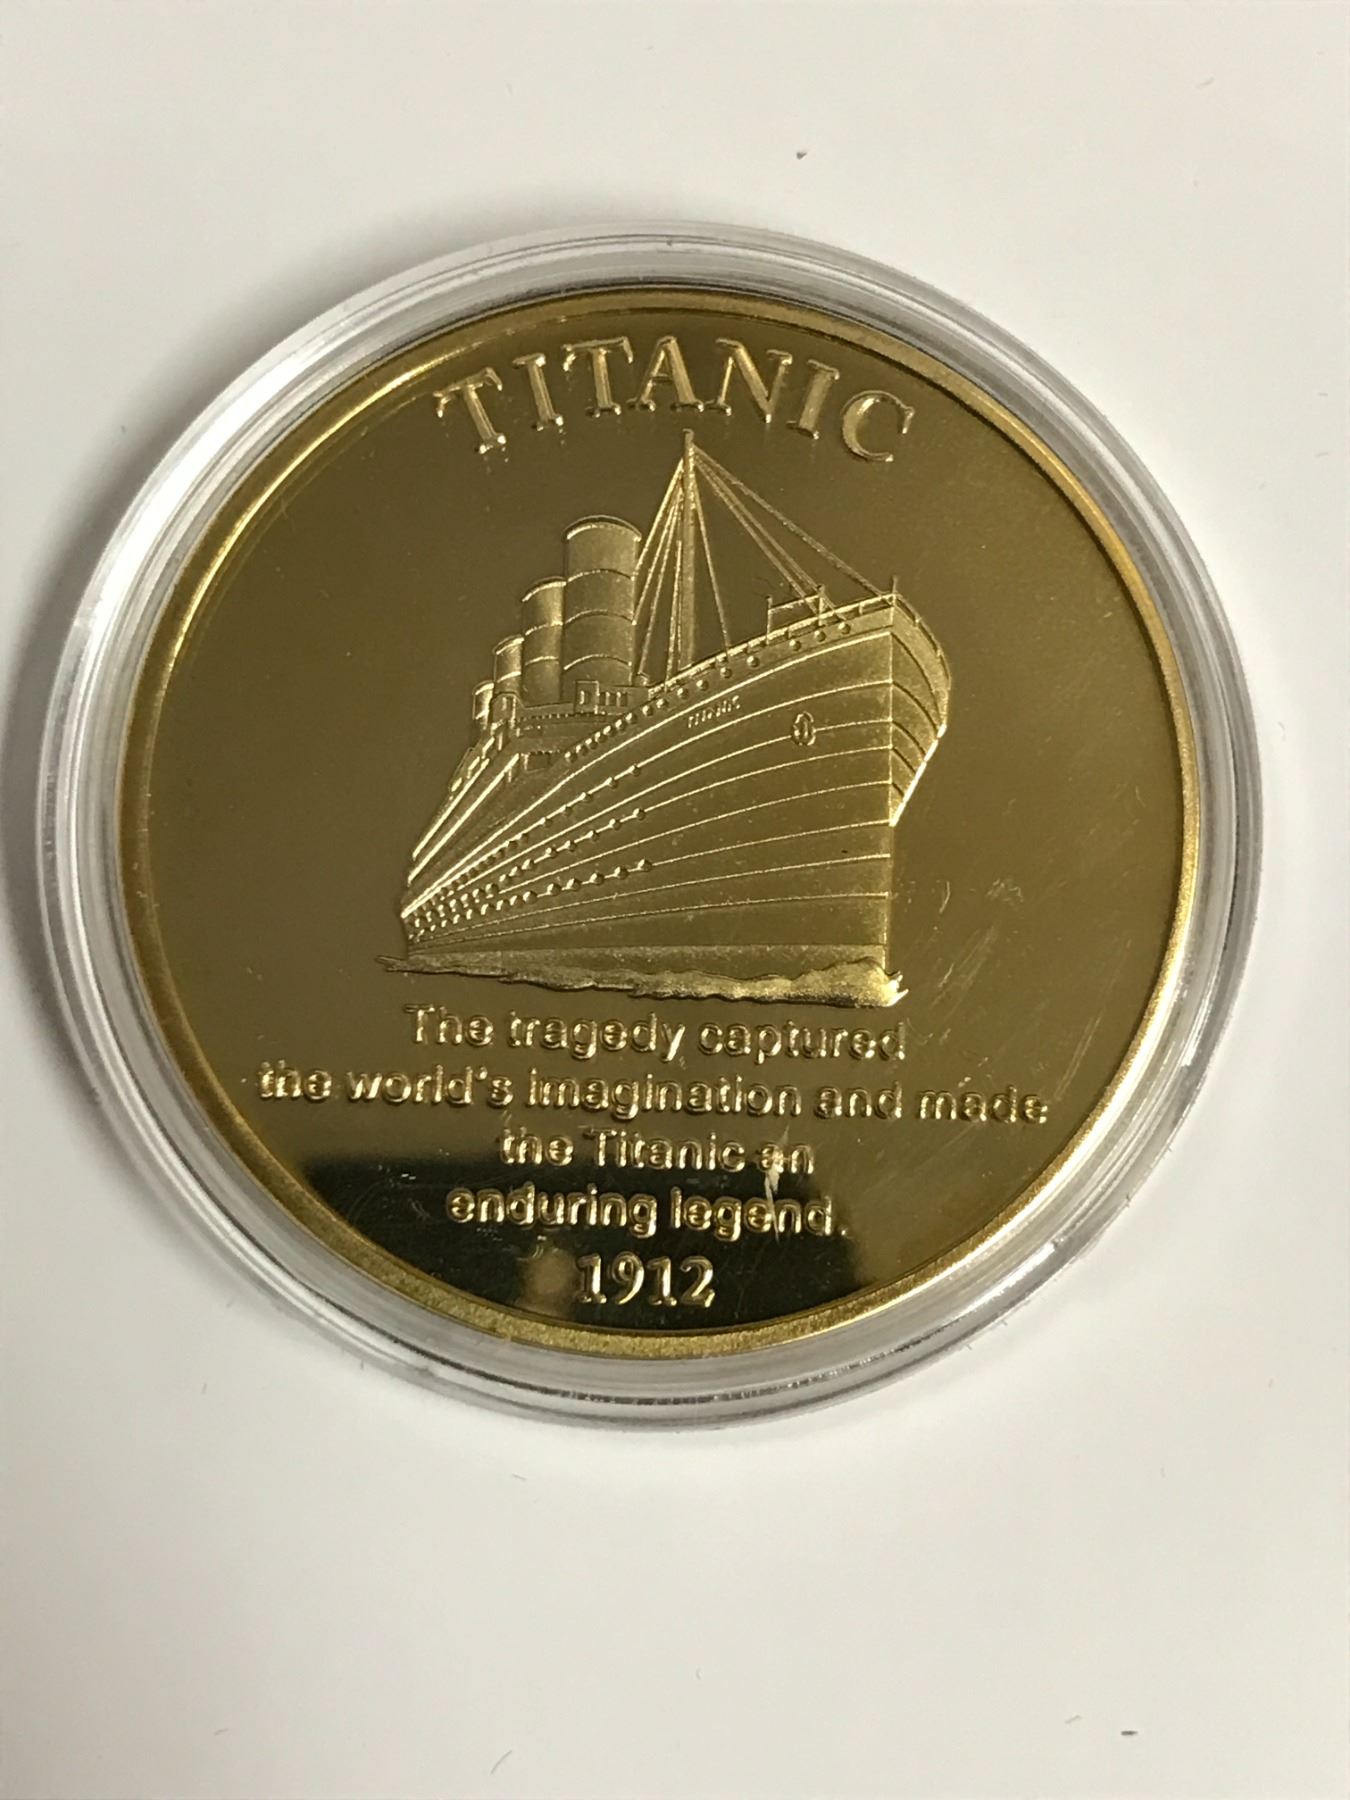 TITANIC
The tragedy captured
the world's imagination and made
the Titanic an
enduring legend.
1912